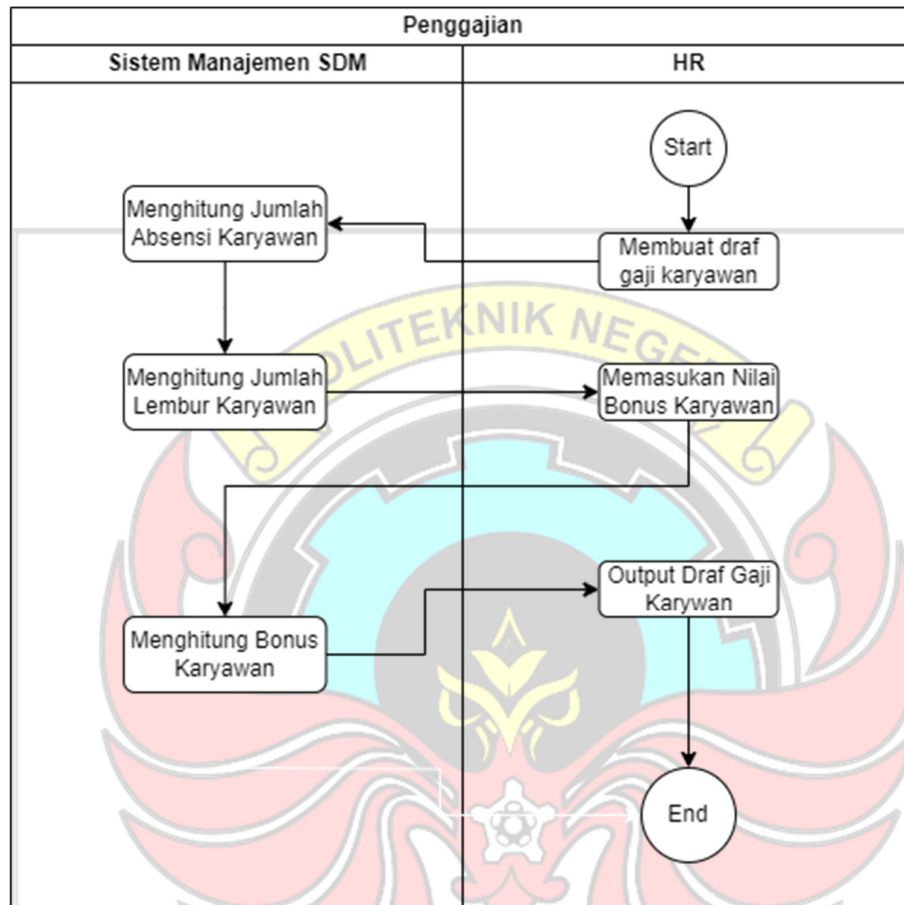 Penggajian
Sistem Manajemen SDM
HR
Start
Membuat draf
gaji karyawan
Menghitung Jumlah
Absensi Karyawan
Menghitung Jumlah
Lembur Karyawan
Memasukan Nilai
Bonus Karyawan
Menghitung Bonus
Karyawan
Output Draf Gaji
Karywan
End
POLITEKNIK